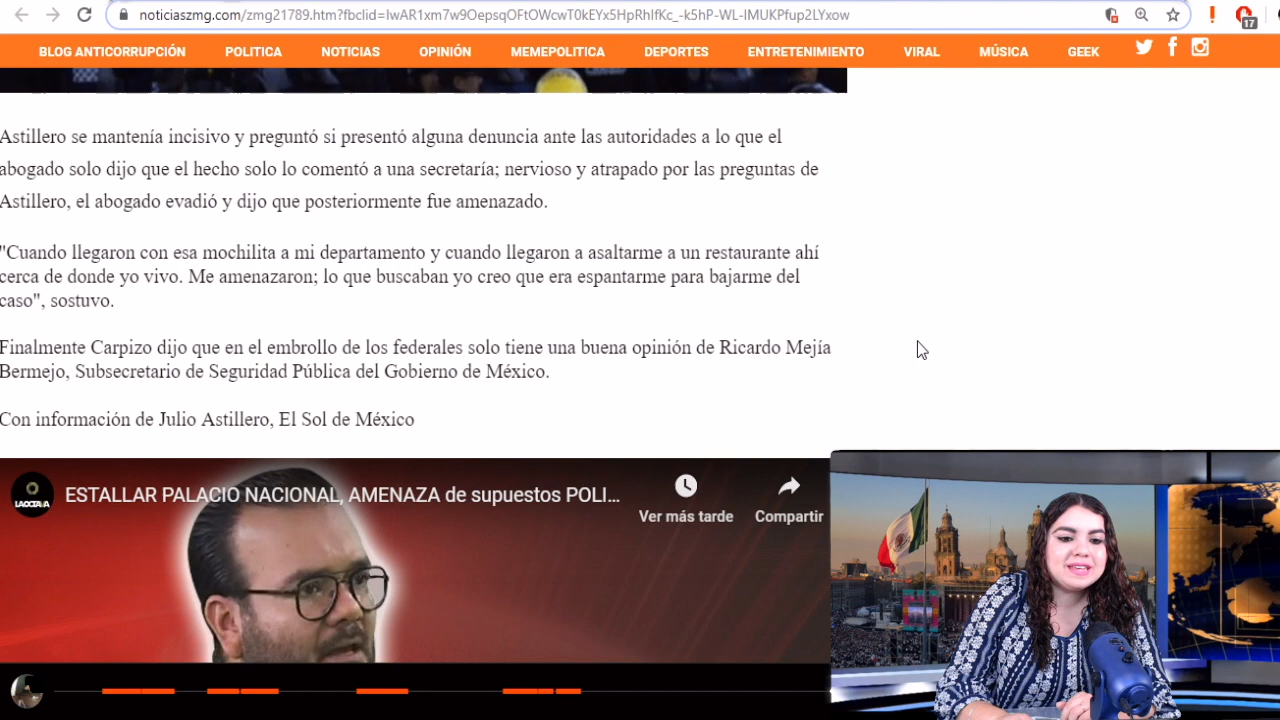 noticiaszmg.com/zmg21789.htm?fbclid=IwAR1xm7w9OepsqOFtOWcwT0kEYx5HpRhIfKc_-k5hP-WL-IMUKPfup2LYxow
17
BLOG ANTICORRUPCIÓN POLITICA NOTICIAS OPINIÓN MEMEPOLITICA DEPORTES ENTRETENIMIENTO VIRAL MÚSICA GEEK
Astillero se mantenía incisivo y preguntó si presentó alguna denuncia ante las autoridades a lo que el
abogado solo dijo que el hecho solo lo comentó a una secretaría; nervioso y atrapado por las preguntas de
Astillero, el abogado evadió y dijo que posteriormente fue amenazado.
"Cuando llegaron con esa mochilita a mi departamento y cuando llegaron a asaltarme a un restaurante ahí
cerca de donde yo vivo. Me amenazaron; lo que buscaban yo creo que era espantarme para bajarme del
caso", sostuvo.
Finalmente Carpizo dijo que en el embrollo de los federales solo tiene una buena opinión de Ricardo Mejía
Bermejo, Subsecretario de Seguridad Pública del Gobierno de México.
Con información de Julio Astillero, El Sol de México
LAOCTAVA
ESTALLAR PALACIO NACIONAL, AMENAZA de supuestos POLI...
Ver más tarde
Compartir